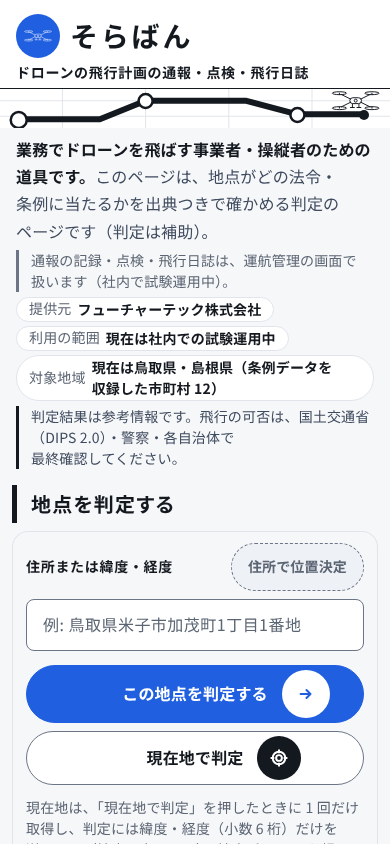 そらばん
ドローンの飛行計画の通報・点検・飛行日誌
業務でドローンを飛ばす事業者・操縦者のための
道具です。このページは、地点がどの法令・
条例に当たるかを出典つきで確かめる判定の
ページです（判定は補助）。
通報の記録・点検・飛行日誌は、運航管理の画面で
扱います（社内で試験運用中）。
提供元 フューチャーテック株式会社
利用の範囲 現在は社内での試験運用中
対象地域 現在は鳥取県・島根県（条例データを
収録した市町村 12）
判定結果は参考情報です。飛行の可否は、国土交通省
（DIPS 2.0）・警察・各自治体で
最終確認してください。
地点を判定する
住所または緯度・経度
住所で位置決定
例: 鳥取県米子市加茂町1丁目1番地
この地点を判定する
現在地で判定
現在地は、「現在地で判定」を押したときに 1 回だけ
取得し、判定には緯度・経度（小数 6 桁）だけを